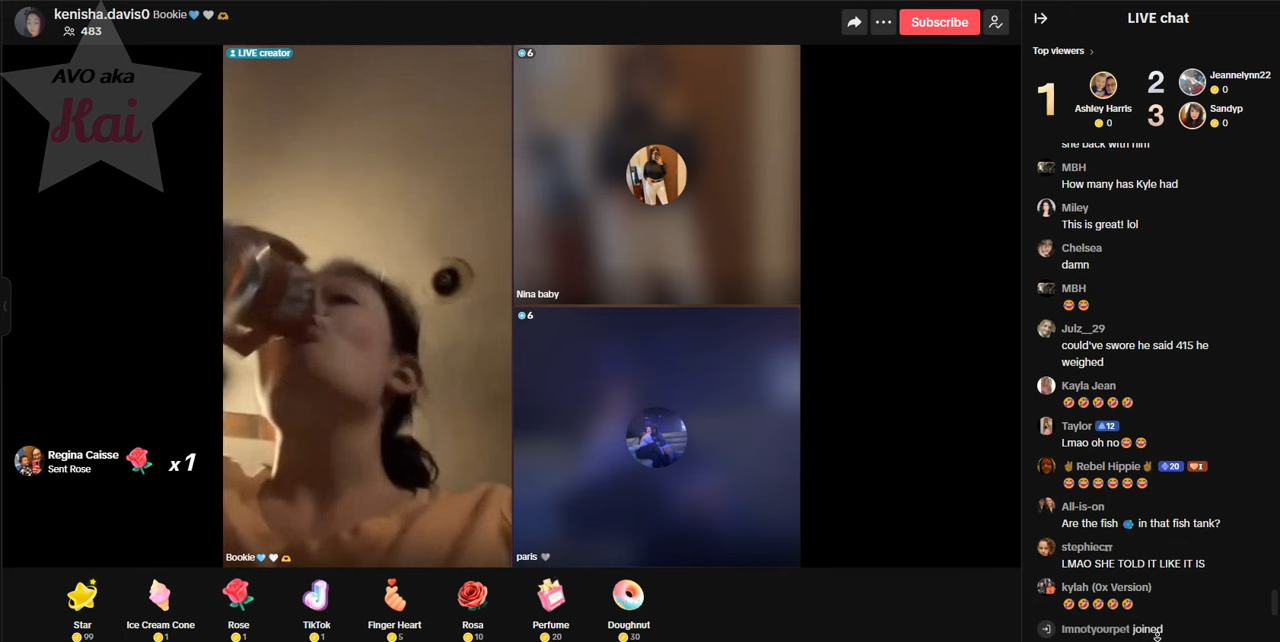 kenisha.davis0 Bookie🩵🤍🫶
483
AVO aka
Kai
LIVE creator
6
Nina baby
6
Bookie🩵🤍🫶
paris 🩶
Regina Caisse
Sent Rose
x1
Star
99
Ice Cream Cone
1
Rose
1
TikTok
1
Finger Heart
5
Rosa
10
Perfume
20
Doughnut
30
Subscribe
LIVE chat
Top viewers
1
Ashley Harris
0
2
Jeannelynn22
0
3
Sandyp
0
she back with him
MBH
How many has Kyle had
Miley
This is great! lol
Chelsea
damn
MBH
Julz__29
could've swore he said 415 he
weighed
Kayla Jean
🤣🤣🤣🤣🤣
Taylor 12
Lmao oh no😂😂
✌Rebel Hippie✌ 20 I
😂😂😂😂😂😂
All-is-on
Are the fish 🐟 in that fish tank?
LMAO SHE TOLD IT LIKE IT IS
kylah (0x Version)
🤣🤣🤣🤣🤣
Imnotyourpet joined